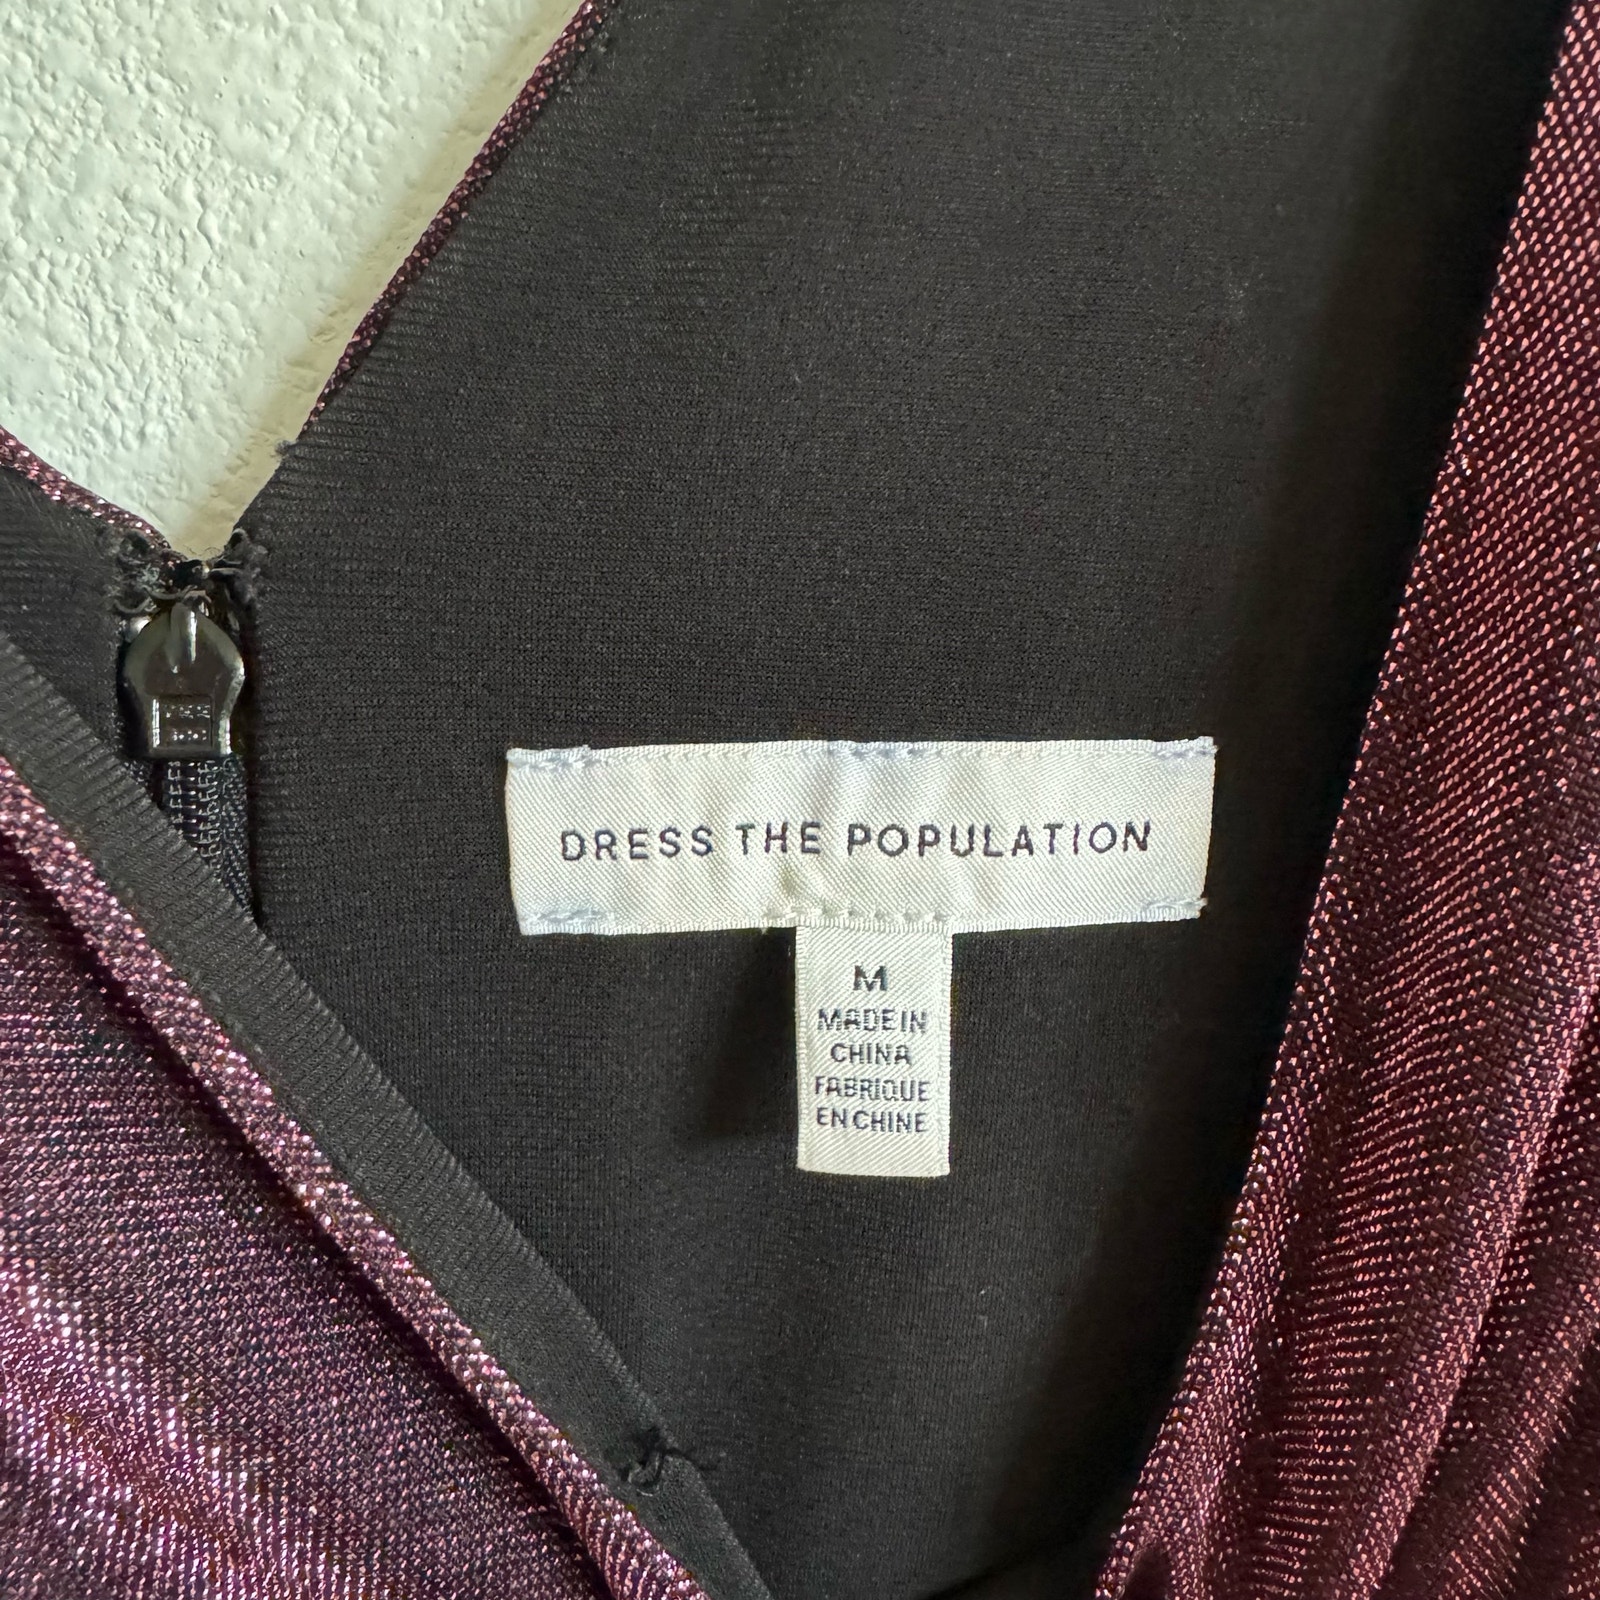 DRESS THE POPULATION
M
MADE IN
CHINA
FABRIQUE
EN CHINE